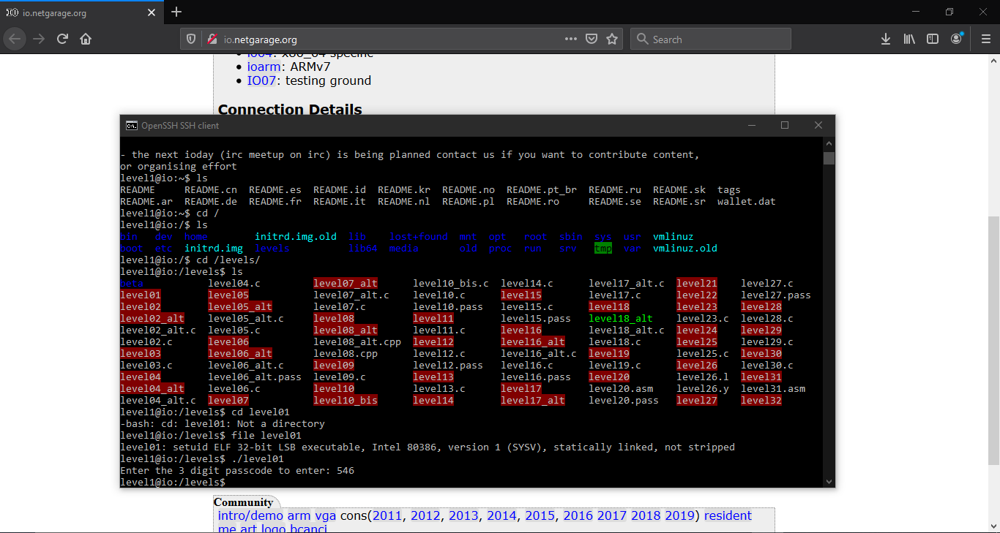 io.netgarage.org
io.netgarage.org
Search
io64: x86_64 specific
ioarm: ARMv7
IO07: testing ground
Connection Details
OpenSSH SSH client
- the next ioday (irc meetup on irc) is being planned contact us if you want to contribute content,
or organising effort
level1@io:~$ ls
README README.cn README.es README.id README.kr README.no README.pt_br README.ru README.sk tags
README.ar README.de README.fr README.it README.nl README.pl README.ro README.se README.sr wallet.dat
level1@io:~$ cd /
level1@io:/$ ls
bin dev home initrd.img.old lib lost+found mnt opt root sbin sys usr vmlinuz
boot etc initrd.img levels lib64 media old proc run srv tmp var vmlinuz.old
level1@io:/$ cd /levels/
level1@io:/levels$ ls
beta level04.c level07_alt level10_bis.c level14.c level17_alt.c level21 level27.c
level01 level05 level07_alt.c level10.c level15 level17.c level22 level27.pass
level02 level05_alt level07.c level10.pass level15.c level18 level23 level28
level02_alt level05_alt.c level08 level11 level15.pass level18_alt level23.c level28.c
level02_alt.c level05.c level08_alt level11.c level16 level18_alt.c level24 level29
level02.c level06 level08_alt.cpp level12 level16_alt level18.c level25 level29.c
level03 level06_alt level08.cpp level12.c level16_alt.c level19 level25.c level30
level03.c level06_alt.c level09 level12.pass level16.c level19.c level26 level30.c
level04 level06_alt.pass level09.c level13 level16.pass level20 level26.l level31
level04_alt level06.c level10 level13.c level17 level20.asm level26.y level31.asm
level04_alt.c level07 level10_bis level14 level17_alt level20.pass level27 level32
level1@io:/levels$ cd level01
-bash: cd: level01: Not a directory
level1@io:/levels$ file level01
level01: setuid ELF 32-bit LSB executable, Intel 80386, version 1 (SYSV), statically linked, not stripped
level1@io:/levels$ ./level01
Enter the 3 digit passcode to enter: 546
level1@io:/levels$
Community
intro/demo arm vga cons(2011, 2012, 2013, 2014, 2015, 2016 2017 2018 2019) resident
me art logo bcanci